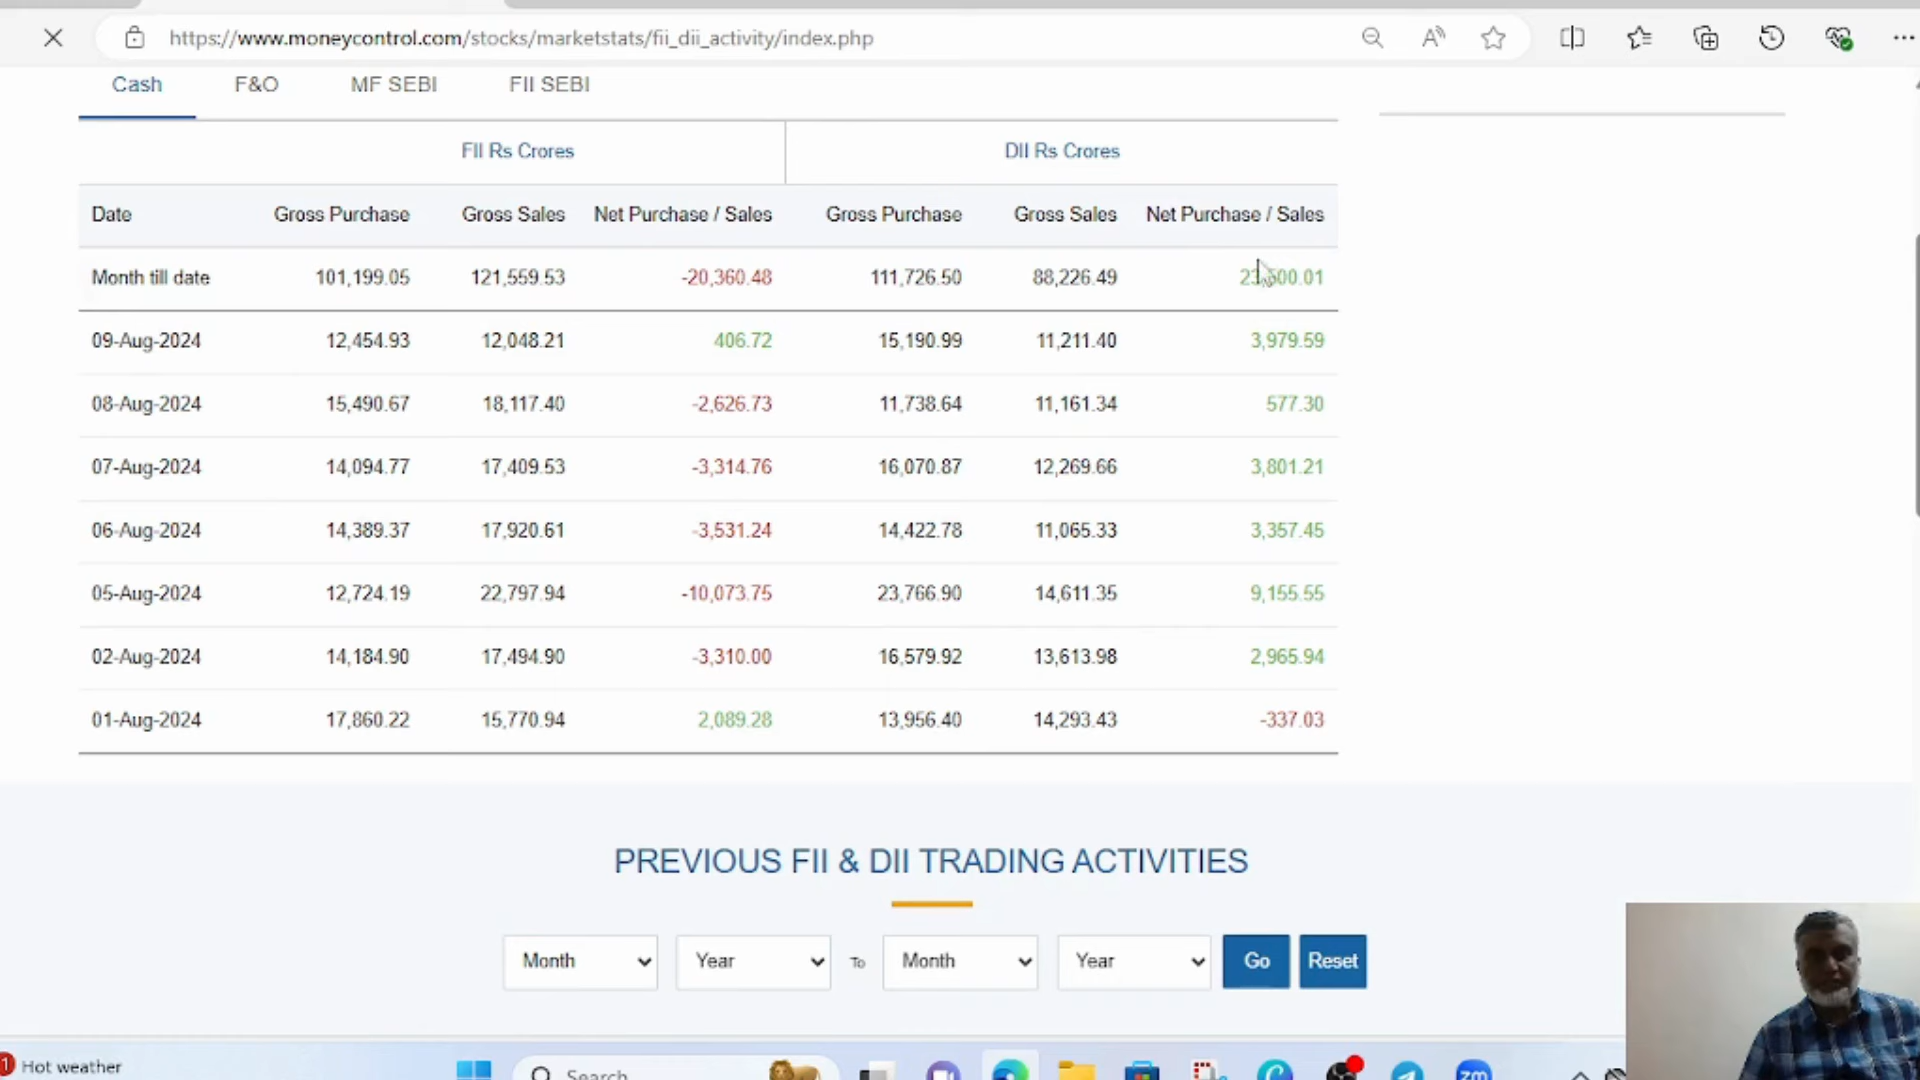 https://www.moneycontrol.com/stocks/marketstats/fii_dii_activity/index.php
Cash F&O MF SEBI FII SEBI
FII Rs Crores DII Rs Crores
Date Gross Purchase Gross Sales Net Purchase / Sales Gross Purchase Gross Sales Net Purchase / Sales
Month till date 101,199.05 121,559.53 -20,360.48 111,726.50 88,226.49
09-Aug-2024 12,454.93 12,048.21 406.72 15,190.99 11,211.40 3,979.59
08-Aug-2024 15,490.67 18,117.40 -2,626.73 11,738.64 11,161.34 577.30
07-Aug-2024 14,094.77 17,409.53 -3,314.76 16,070.87 12,269.66 3,801.21
06-Aug-2024 14,389.37 17,920.61 -3,531.24 14,422.78 11,065.33 3,357.45
05-Aug-2024 12,724.19 22,797.94 -10,073.75 23,766.90 14,611.35 9,155.55
02-Aug-2024 14,184.90 17,494.90 -3,310.00 16,579.92 13,613.98 2,965.94
01-Aug-2024 17,860.22 15,770.94 2,089.28 13,956.40 14,293.43 -337.03
PREVIOUS FII & DII TRADING ACTIVITIES
Month Year To Month Year Go Reset
1 Hot weather Search zm